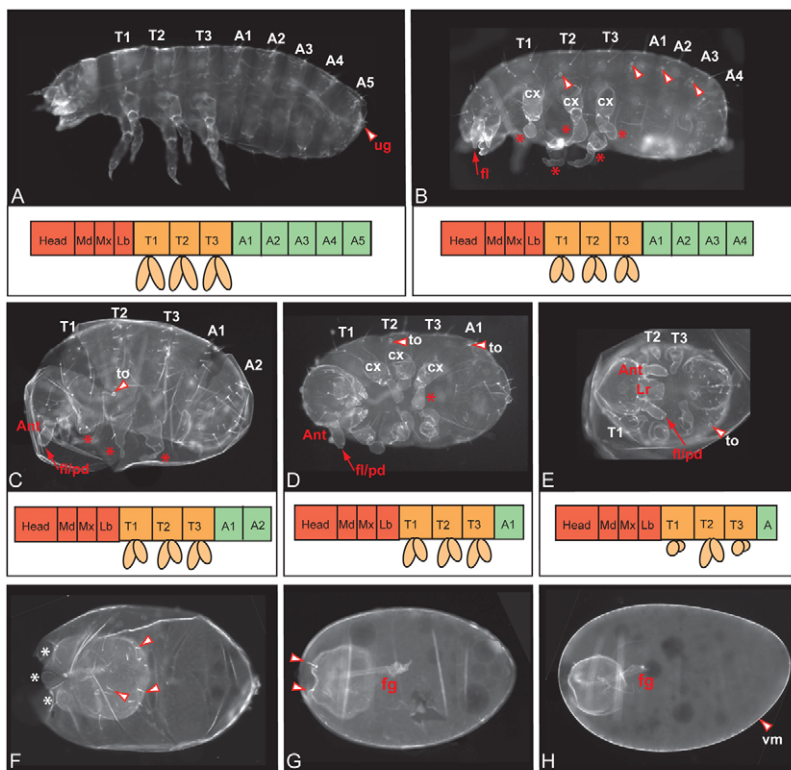 T1 T2 T3 A1 A2 A3 A4 A5
ug
A
T1 T2 T3 A1 A2 A3 A4
cx cx cx
* * * *
fl
B
Head Md Mx Lb T1 T2 T3 A1 A2 A3 A4 A5
Head Md Mx Lb T1 T2 T3 A1 A2 A3 A4
T1 T2 T3 A1 A2
to
Ant
* * *
fl/pd
C
T1 T2 T3 A1
to to
cx cx cx
*
Ant
fl/pd
D
T2 T3
Ant
Lr
T1
to
fl/pd
E
Head Md Mx Lb T1 T2 T3 A1 A2
Head Md Mx Lb T1 T2 T3 A1
Head Md Mx Lb T1 T2 T3 A
* * *
F
fg
G
fg
vm
H